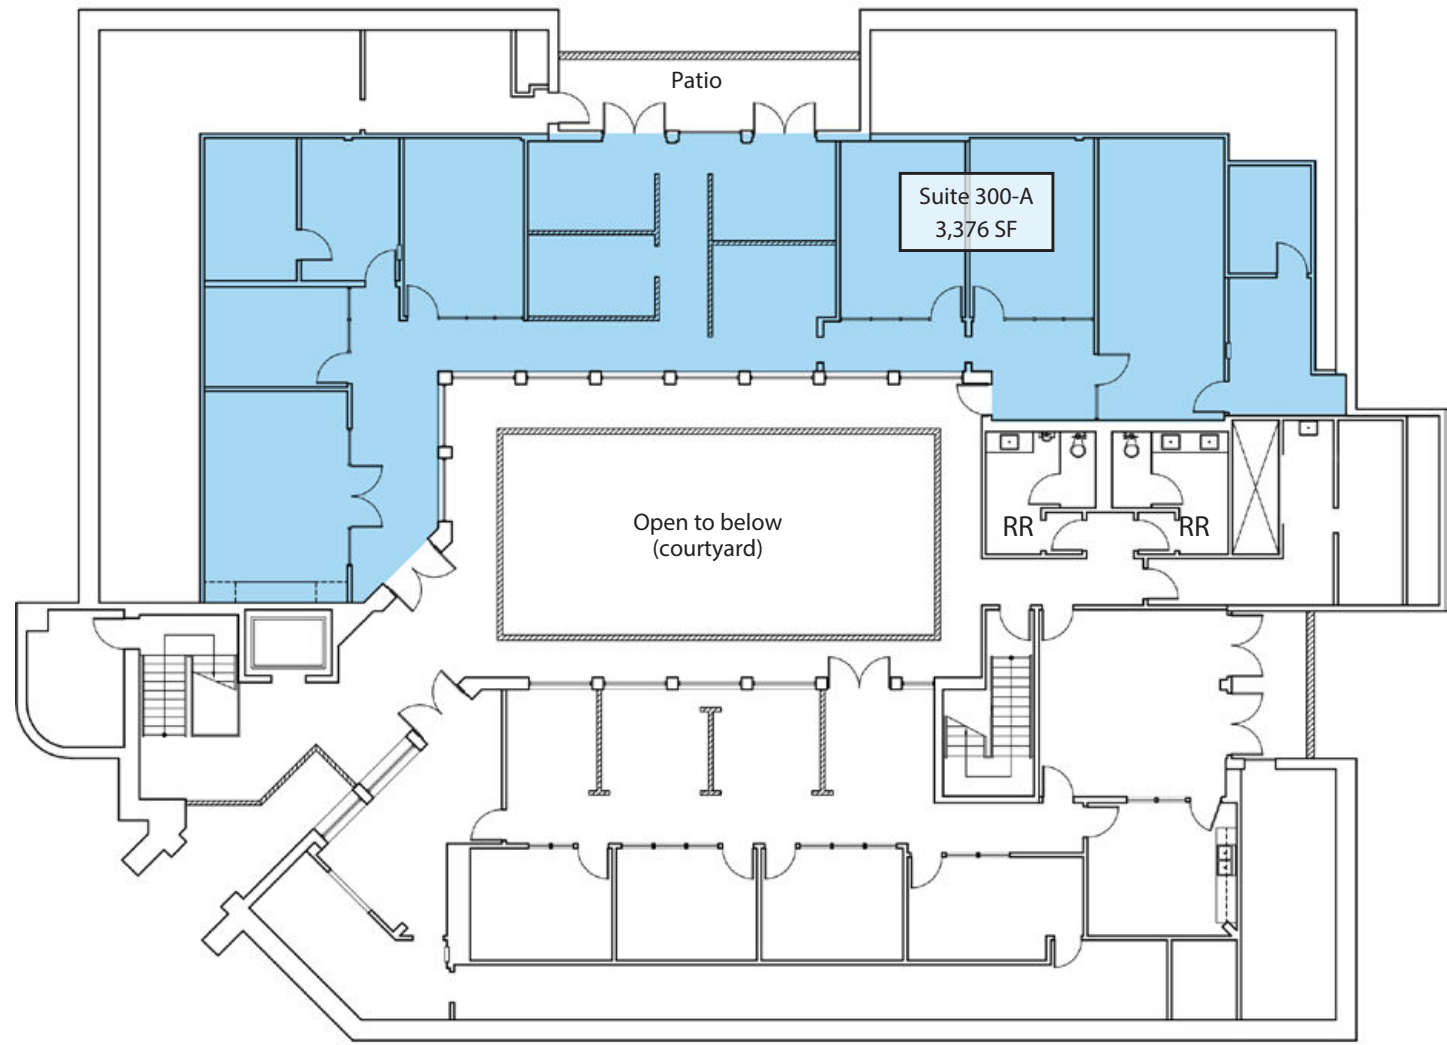 Patio
Suite 300-A
3,376 SF
Open to below
(courtyard)
RR
RR